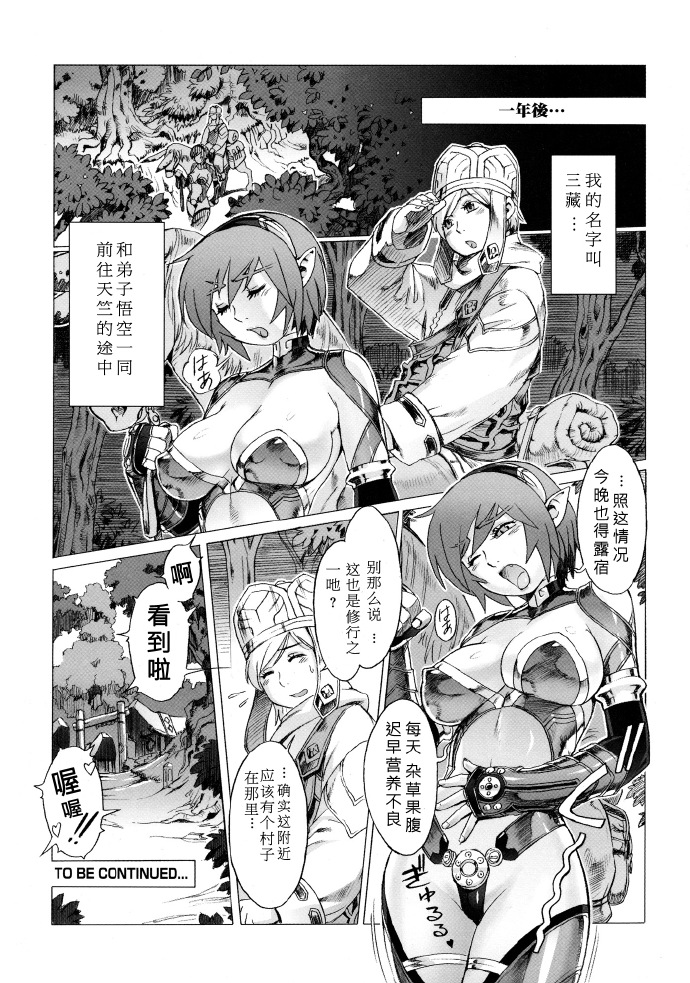 一年後…
我的名字叫
三藏…
和弟子悟空一同
前往天竺的途中
はぁ
…照这情况
今晚也得露宿
はぁ
别那么说…
这也是修行之
一吔？
每天 杂草果腹
迟早营养不良
ぎゅるるる♥
…确实这附近
应该有个村子
在那里…
啊
看到啦
喔♥
喔♥!!
TO BE CONTINUED...